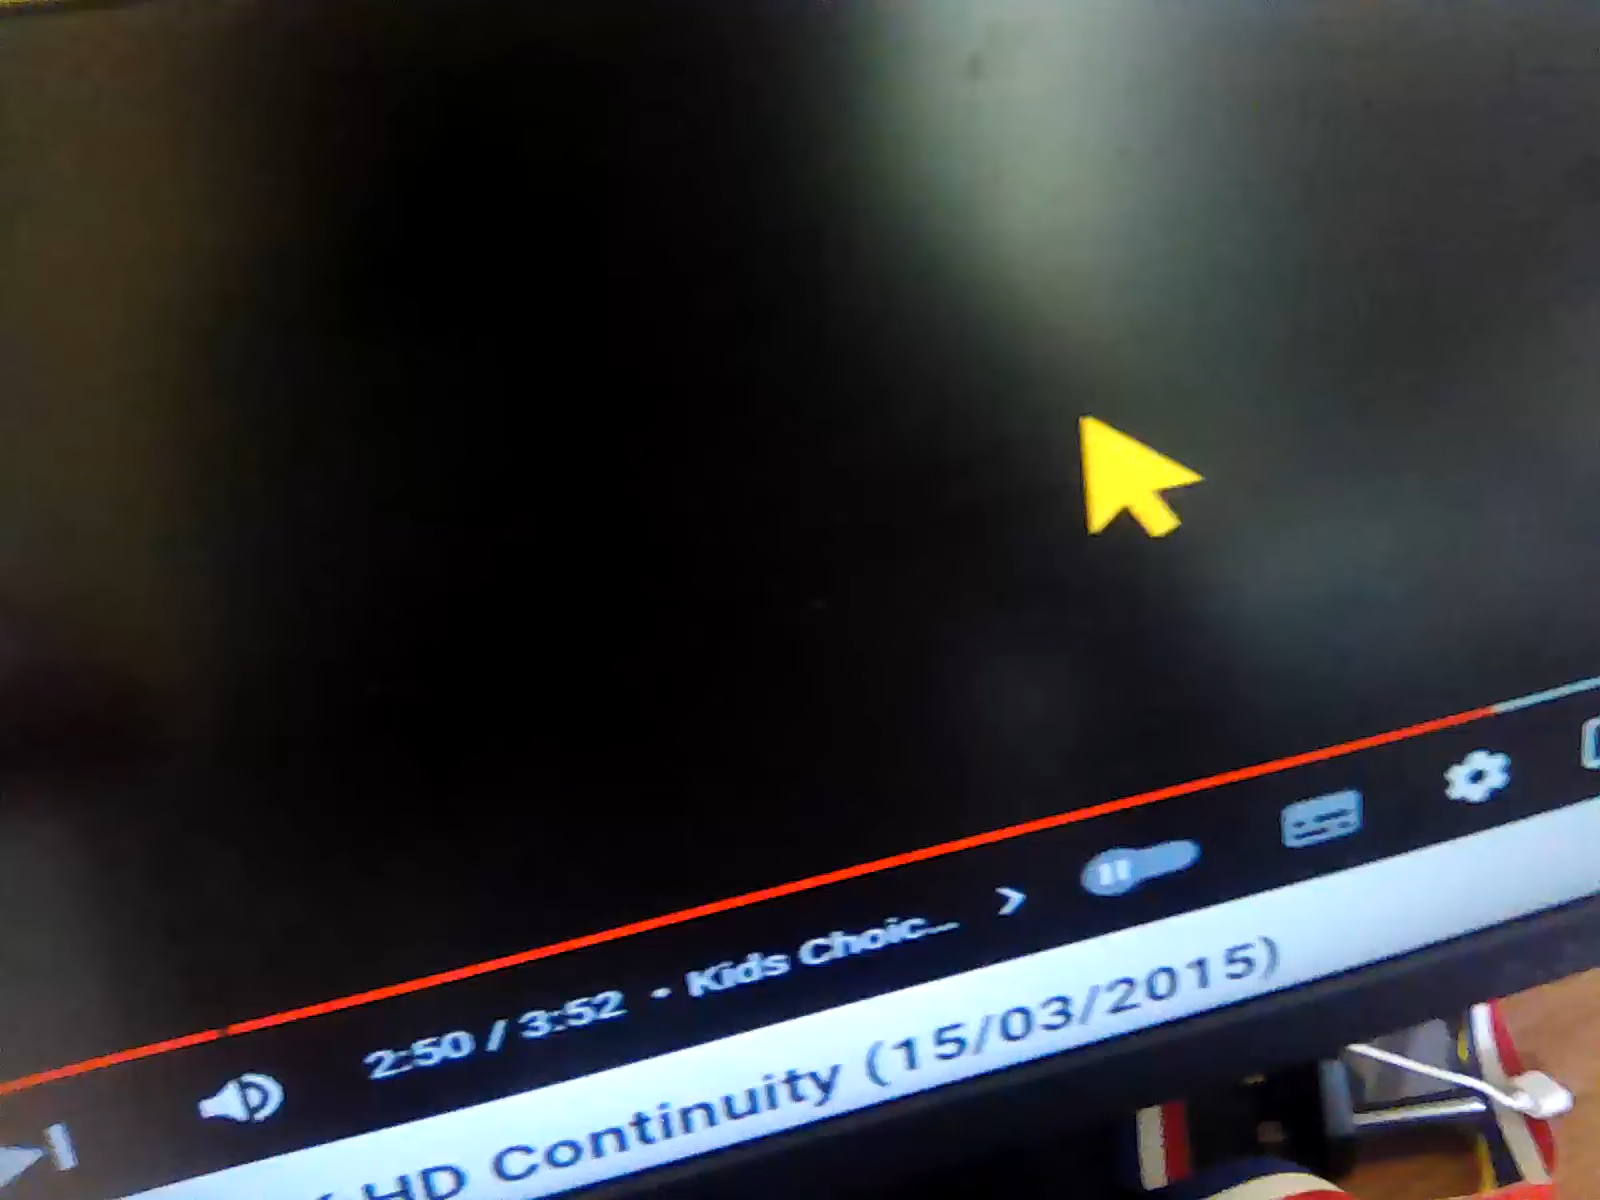 2:50 / 3:52 • Kids Choic...
HD Continuity (15/03/2015)